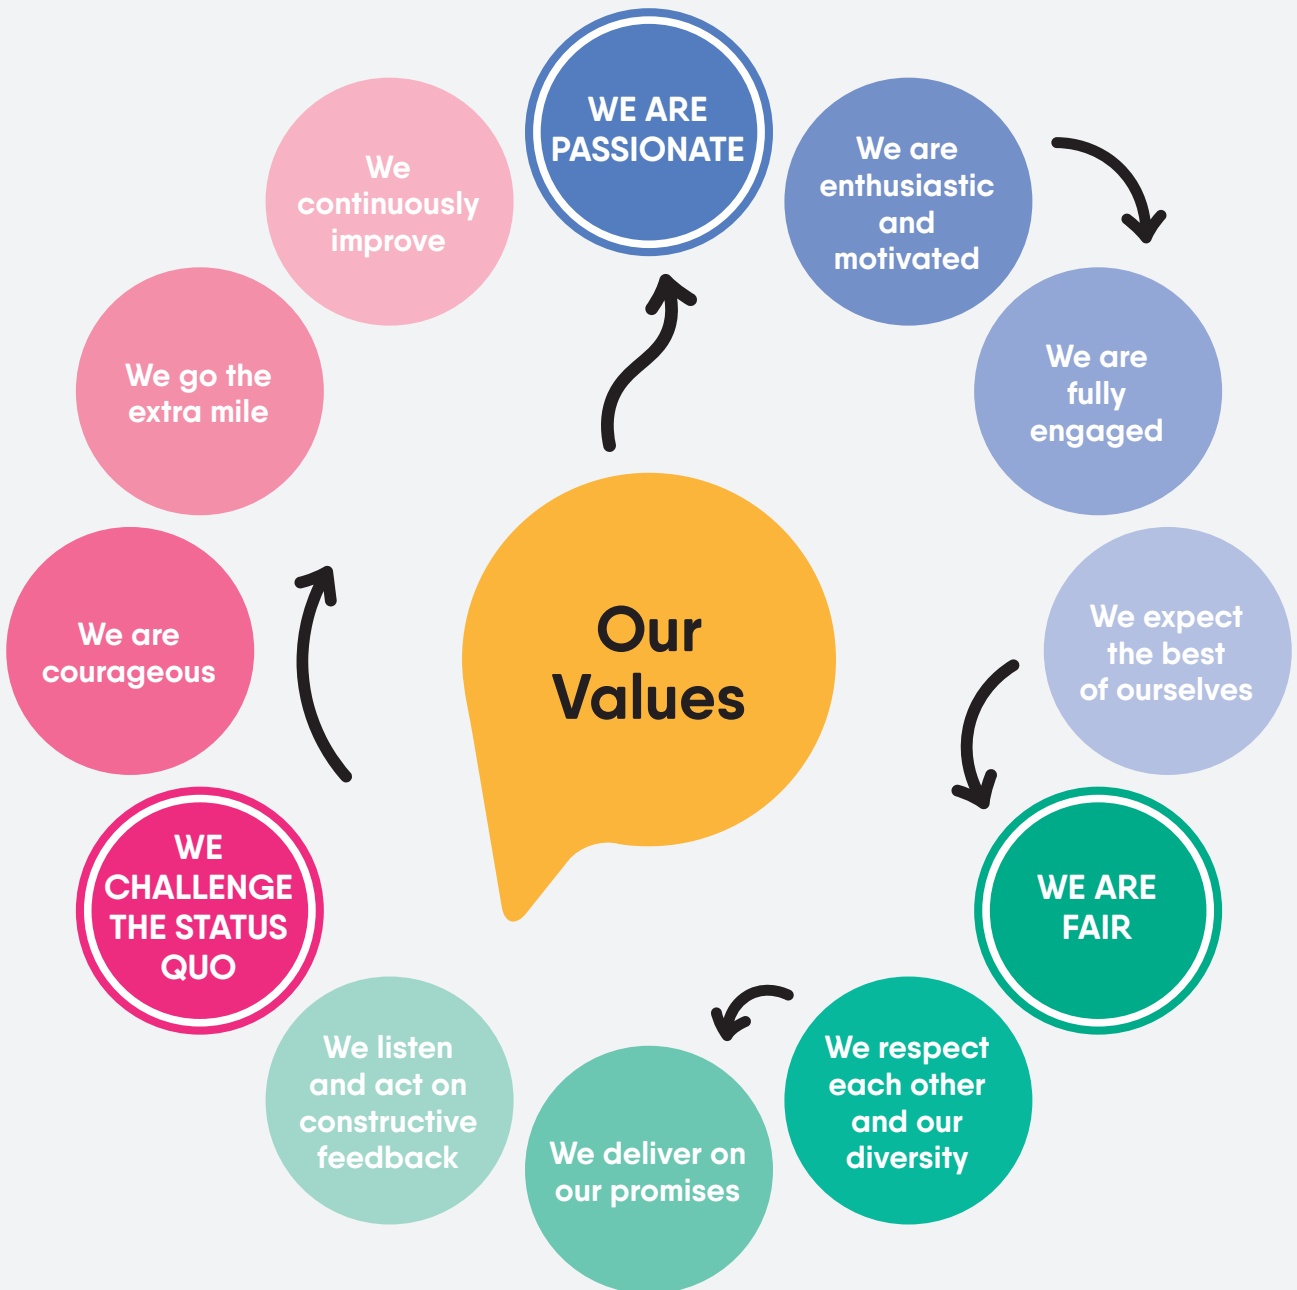 Our
Values
WE ARE
PASSIONATE
We are
enthusiastic
and
motivated
We are
fully
engaged
We expect
the best
of ourselves
WE ARE
FAIR
We respect
each other
and our
diversity
We deliver on
our promises
We listen
and act on
constructive
feedback
WE
CHALLENGE
THE STATUS
QUO
We are
courageous
We go the
extra mile
We
continuously
improve